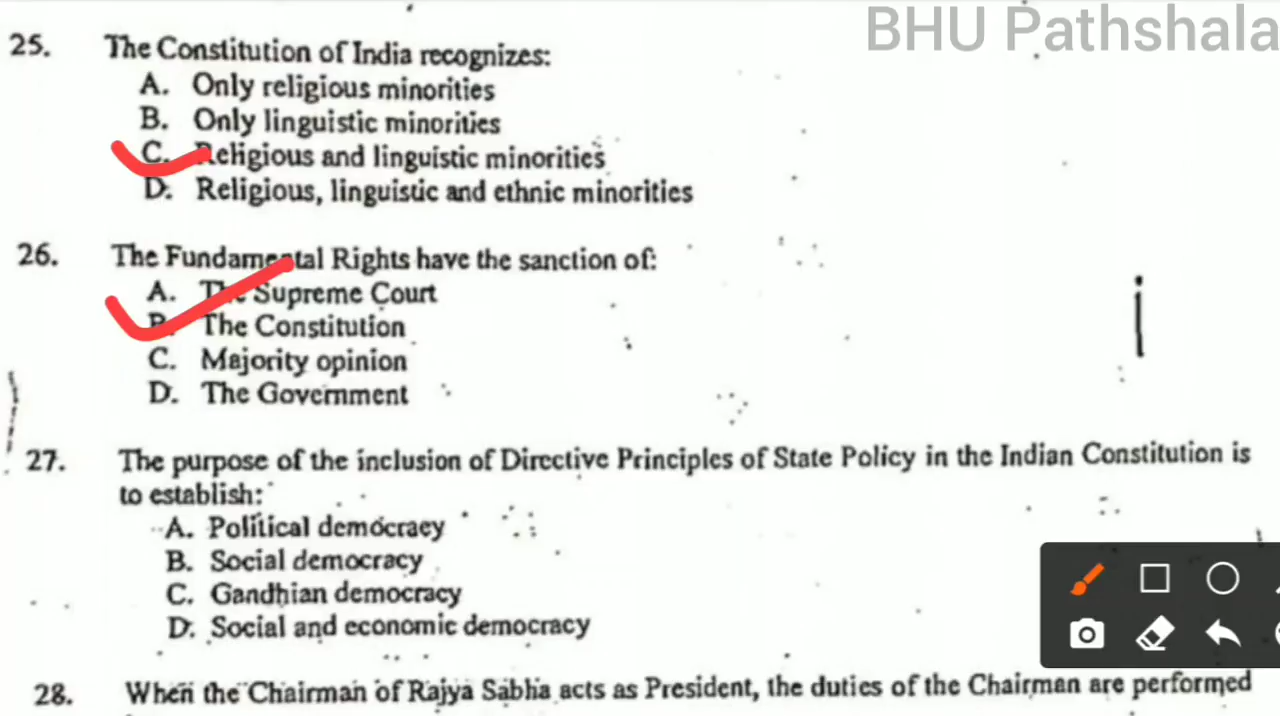 BHU Pathshala
25. The Constitution of India recognizes:
A. Only religious minorities
B. Only linguistic minorities
C. Religious and linguistic minorities
D. Religious, linguistic and ethnic minorities
26. The Fundamental Rights have the sanction of:
A. The Supreme Court
B. The Constitution
C. Majority opinion
D. The Government
27. The purpose of the inclusion of Directive Principles of State Policy in the Indian Constitution is
to establish:
A. Political democracy
B. Social democracy
C. Gandhian democracy
D. Social and economic democracy
28. When the Chairman of Rajya Sabha acts as President, the duties of the Chairman are performed